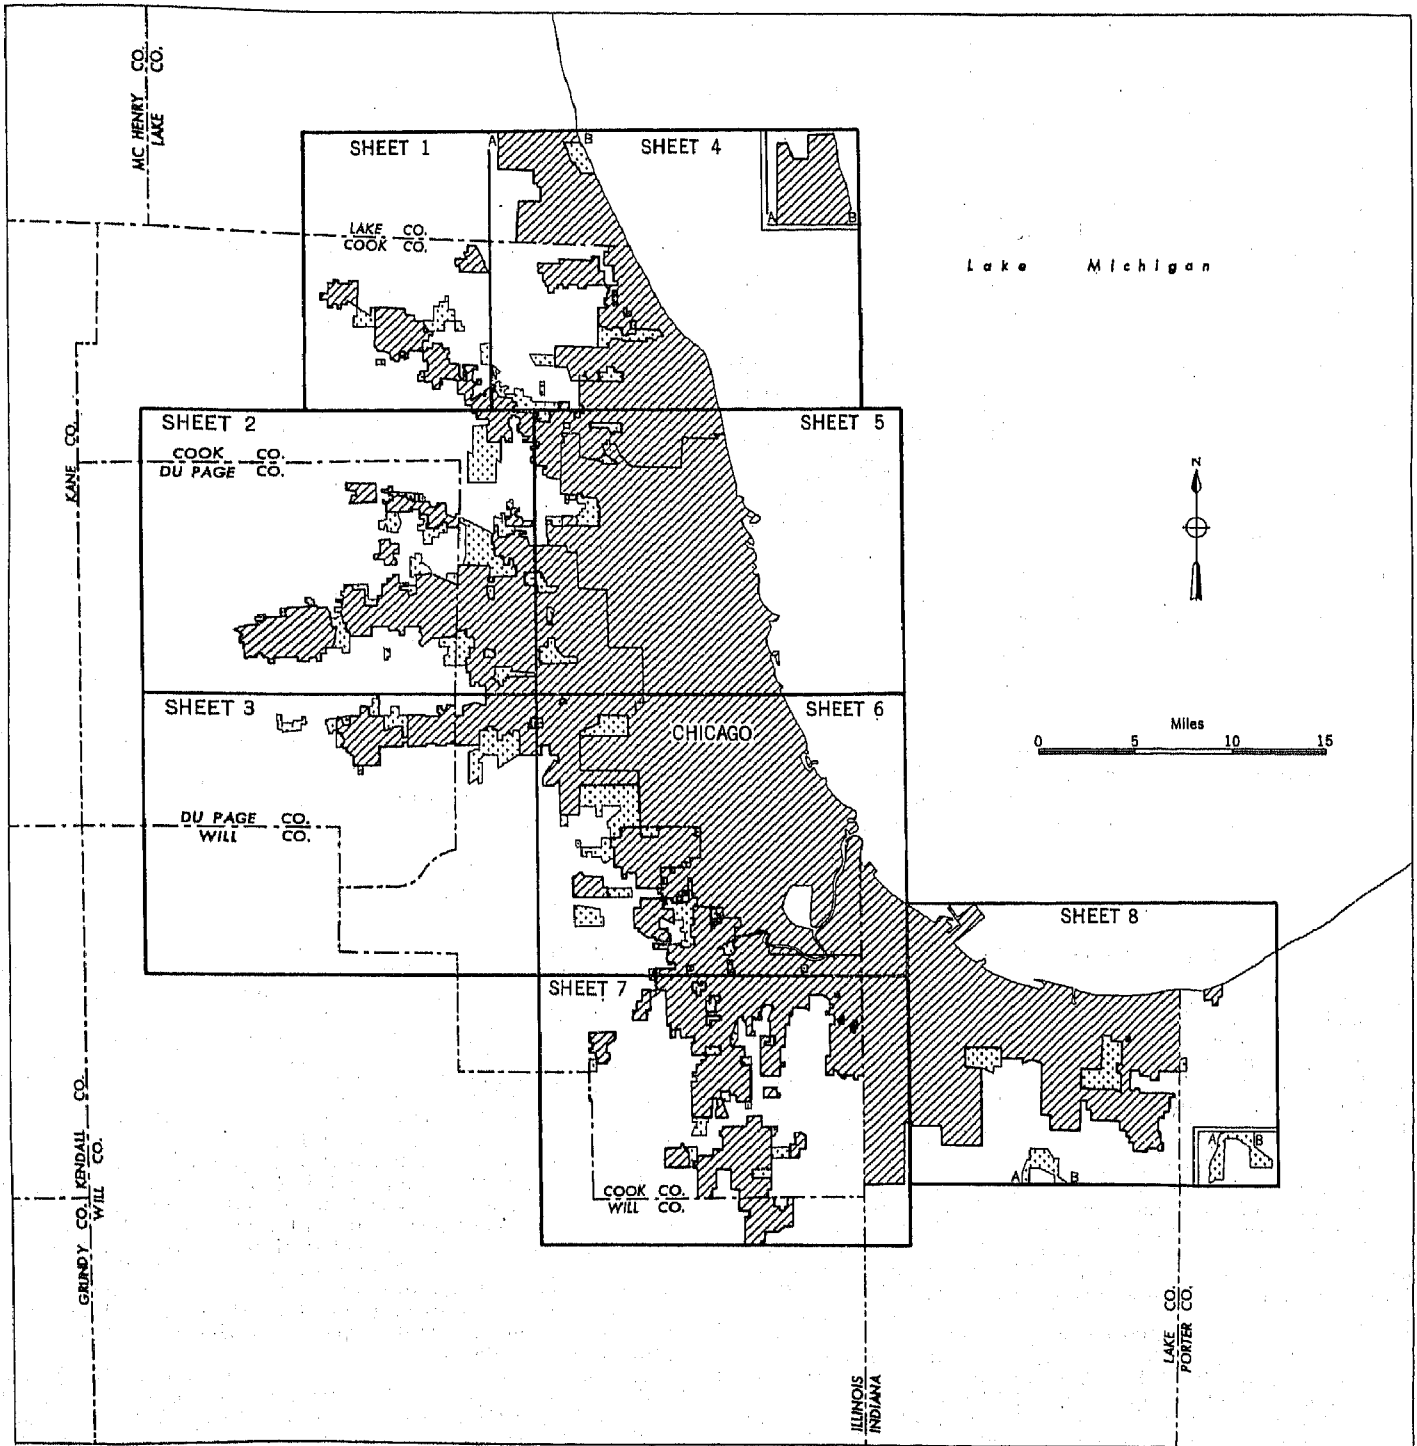 MC HENRY CO.
LAKE CO.
SHEET 1
A
B
SHEET 4
A
B
LAKE CO.
COOK CO.
Lake Michigan
SHEET 2
SHEET 5
COOK CO.
DU PAGE CO.
KANE CO.
N
SHEET 3
CHICAGO
SHEET 6
Miles
0 5 10 15
DU PAGE CO.
WILL CO.
SHEET 8
SHEET 7
GRUNDY CO. KENDALL CO.
WILL CO.
A
B
A
B
COOK CO.
WILL CO.
LAKE CO.
PORTER CO.
ILLINOIS
INDIANA